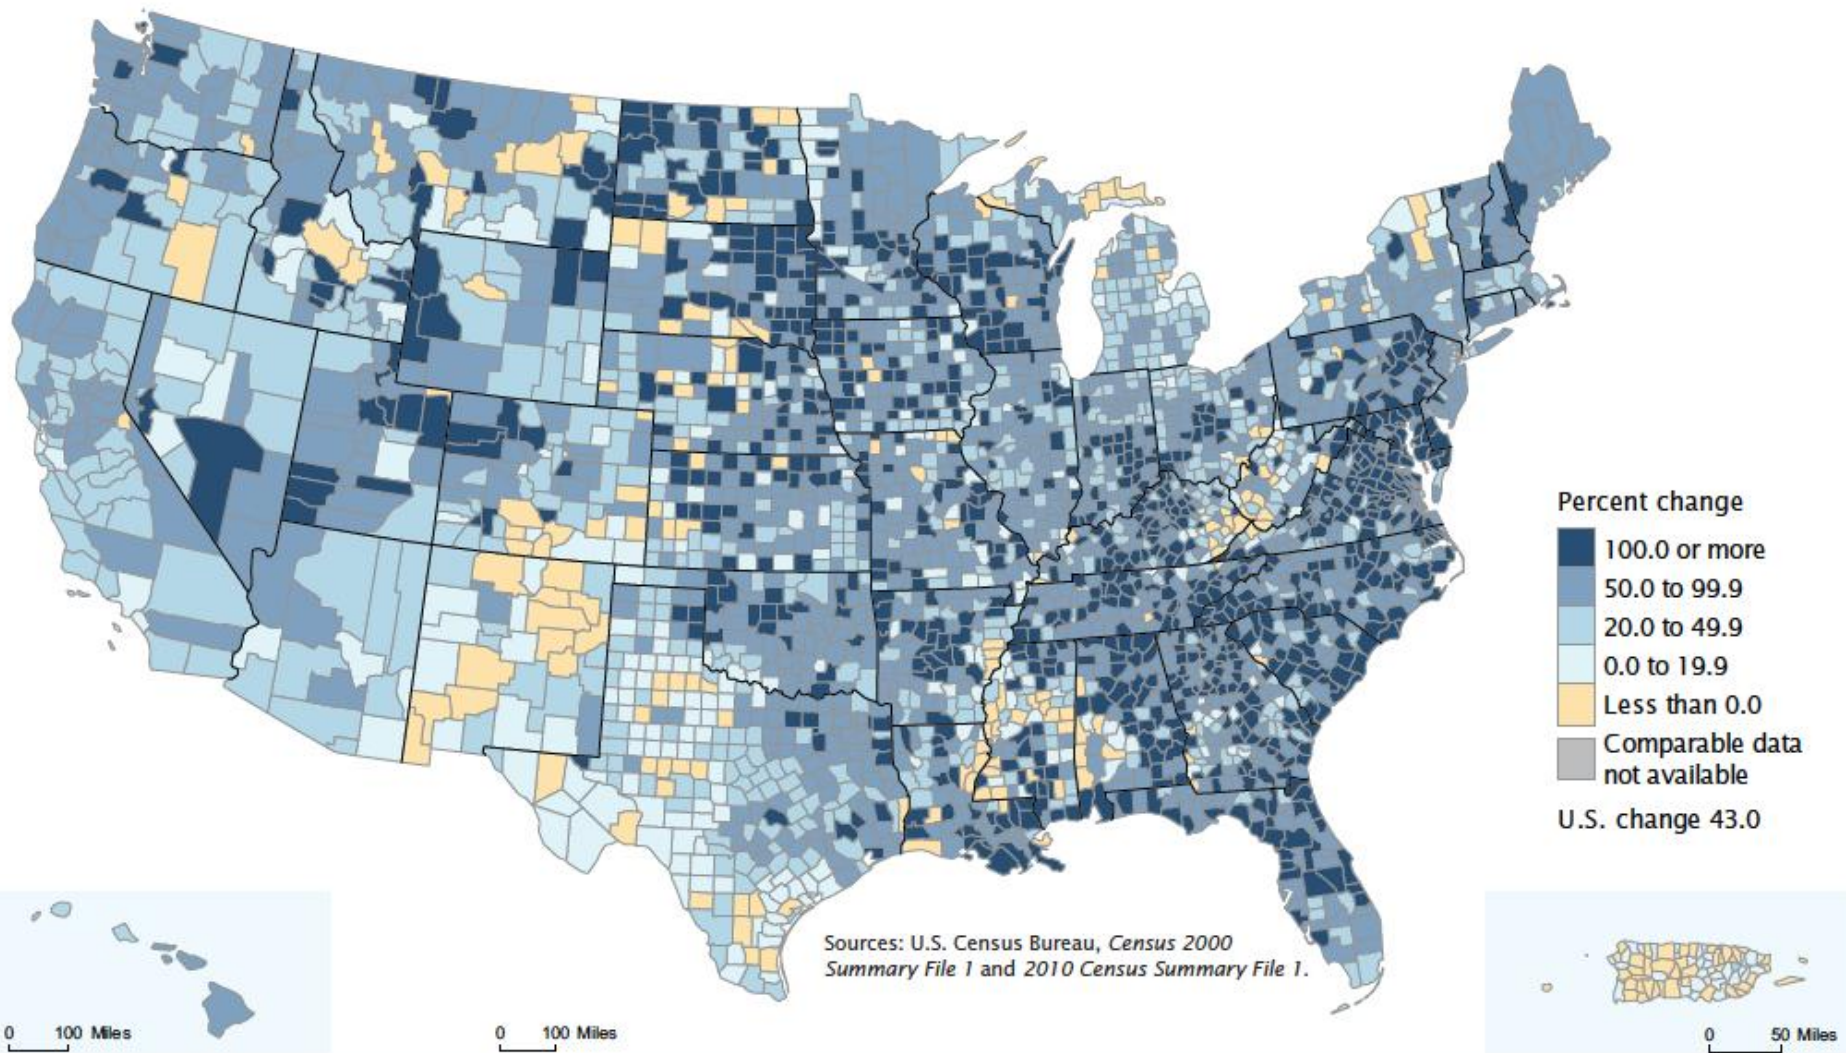 Percent change
100.0 or more
50.0 to 99.9
20.0 to 49.9
0.0 to 19.9
Less than 0.0
Comparable data
not available
U.S. change 43.0
Sources: U.S. Census Bureau, Census 2000
Summary File 1 and 2010 Census Summary File 1.
0 100 Miles
0 100 Miles
0 50 Miles